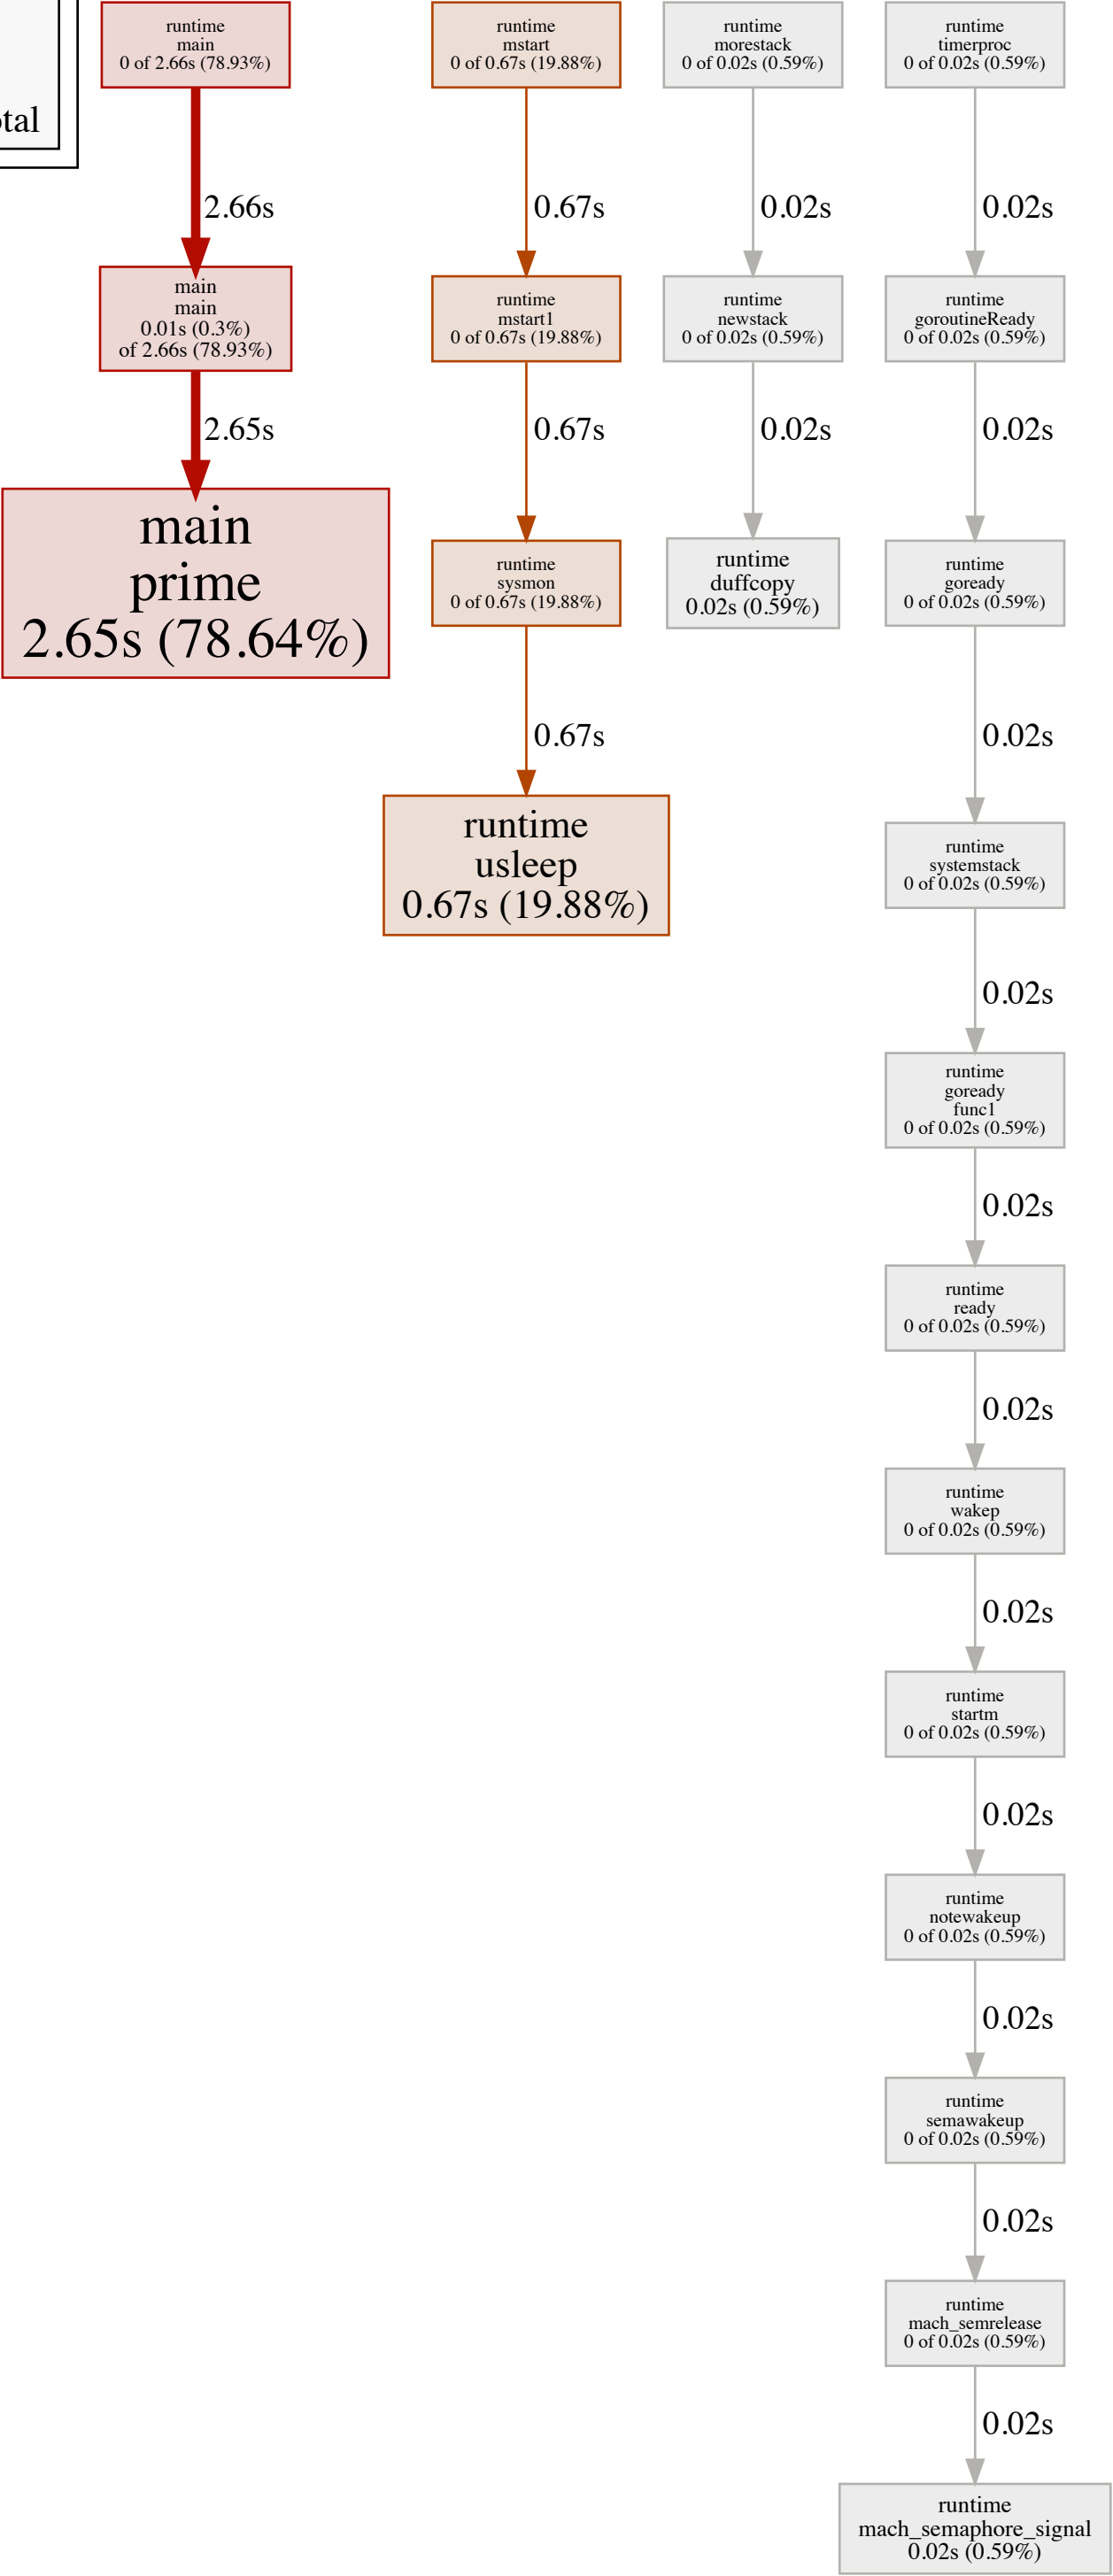 otal
runtime
main
0 of 2.66s (78.93%)
2.66s
main
main
0.01s (0.3%)
of 2.66s (78.93%)
2.65s
main
prime
2.65s (78.64%)
runtime
mstart
0 of 0.67s (19.88%)
0.67s
runtime
mstart1
0 of 0.67s (19.88%)
0.67s
runtime
sysmon
0 of 0.67s (19.88%)
0.67s
runtime
usleep
0.67s (19.88%)
runtime
morestack
0 of 0.02s (0.59%)
0.02s
runtime
newstack
0 of 0.02s (0.59%)
0.02s
runtime
duffcopy
0.02s (0.59%)
runtime
timerproc
0 of 0.02s (0.59%)
0.02s
runtime
goroutineReady
0 of 0.02s (0.59%)
0.02s
runtime
goready
0 of 0.02s (0.59%)
0.02s
runtime
systemstack
0 of 0.02s (0.59%)
0.02s
runtime
goready
func1
0 of 0.02s (0.59%)
0.02s
runtime
ready
0 of 0.02s (0.59%)
0.02s
runtime
wakep
0 of 0.02s (0.59%)
0.02s
runtime
startm
0 of 0.02s (0.59%)
0.02s
runtime
notewakeup
0 of 0.02s (0.59%)
0.02s
runtime
semawakeup
0 of 0.02s (0.59%)
0.02s
runtime
mach_semrelease
0 of 0.02s (0.59%)
0.02s
runtime
mach_semaphore_signal
0.02s (0.59%)